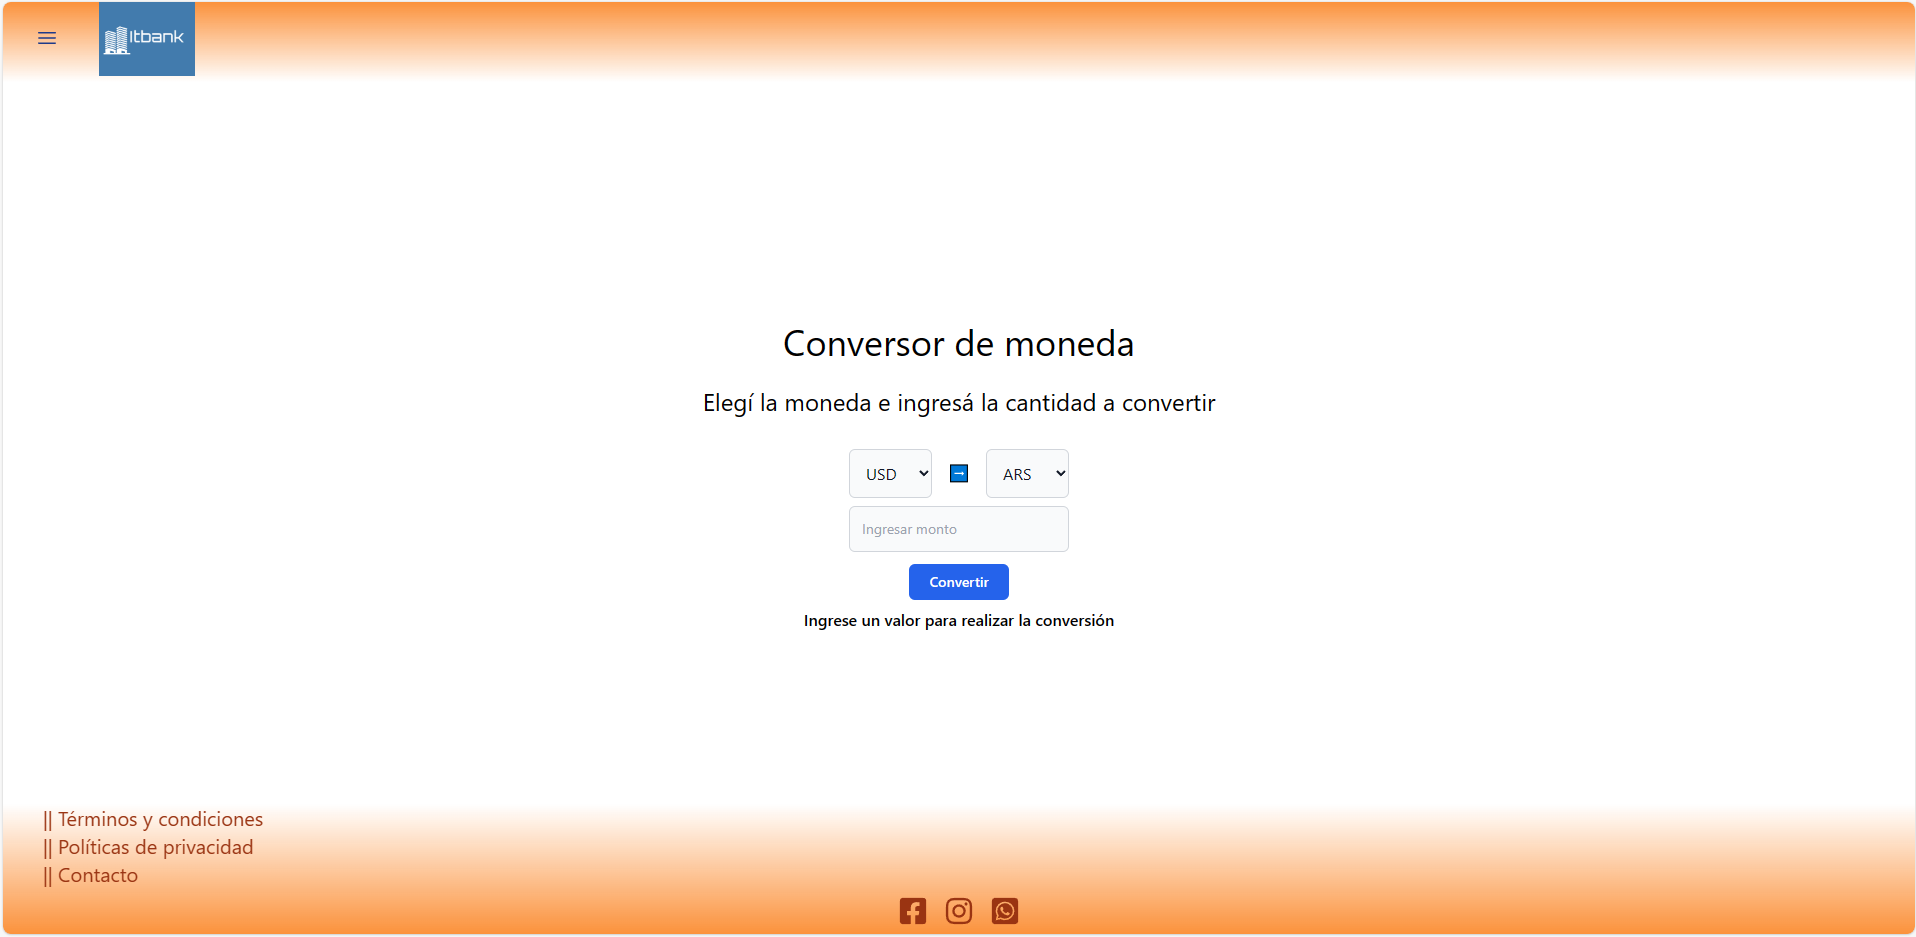 Itbank
Conversor de moneda
Elegí la moneda e ingresá la cantidad a convertir
USD ➡ ARS
Ingresar monto
Convertir
Ingrese un valor para realizar la conversión
|| Términos y condiciones
|| Políticas de privacidad
|| Contacto